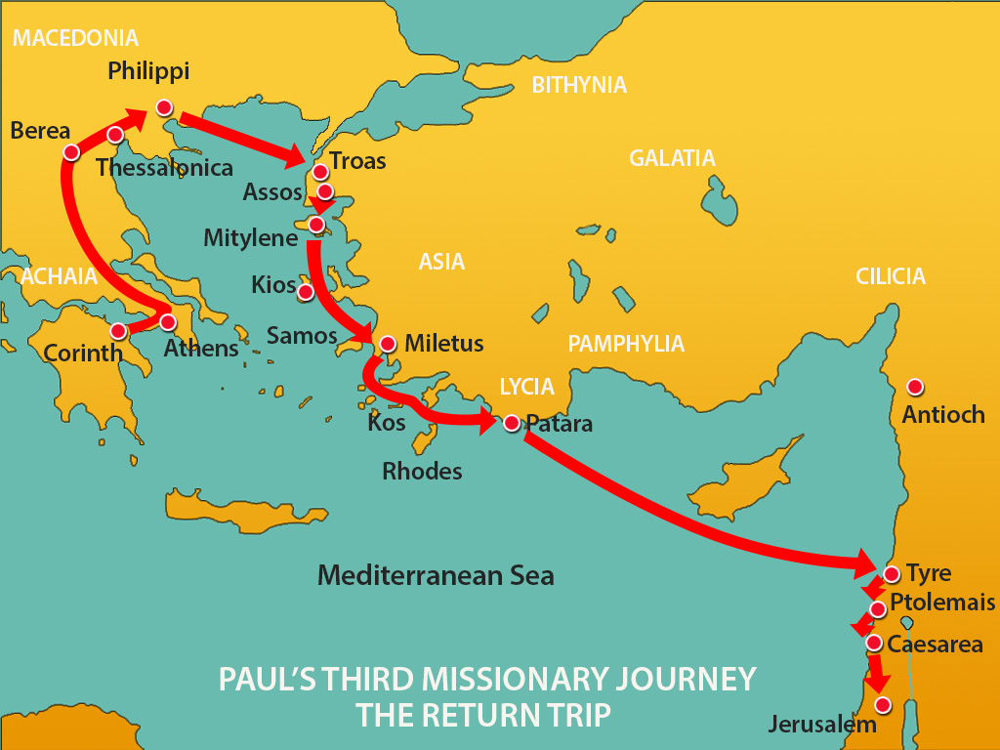 MACEDONIA
Philippi
BITHYNIA
Berea
Thessalonica
Troas
GALATIA
Assos
Mitylene
ASIA
ACHAIA
Kios
CILICIA
Samos
Miletus
PAMPHYLIA
Corinth
Athens
LYCIA
Antioch
Kos
Patara
Rhodes
Mediterranean Sea
Tyre
Ptolemais
Caesarea
PAUL'S THIRD MISSIONARY JOURNEY
THE RETURN TRIP
Jerusalem